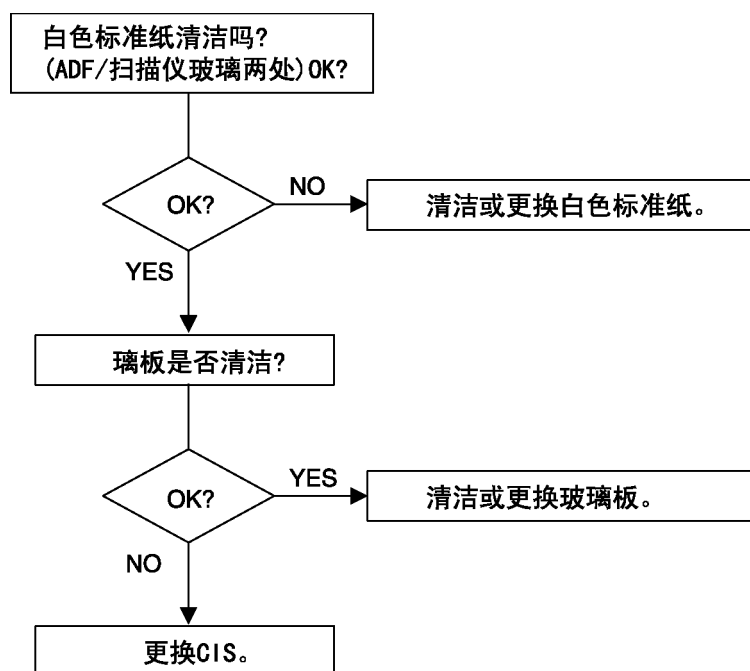 白色标准纸清洁吗?
(ADF/扫描仪玻璃两处)OK?
OK?
NO
清洁或更换白色标准纸。
YES
璃板是否清洁?
OK?
YES
清洁或更换玻璃板。
NO
更换CIS。